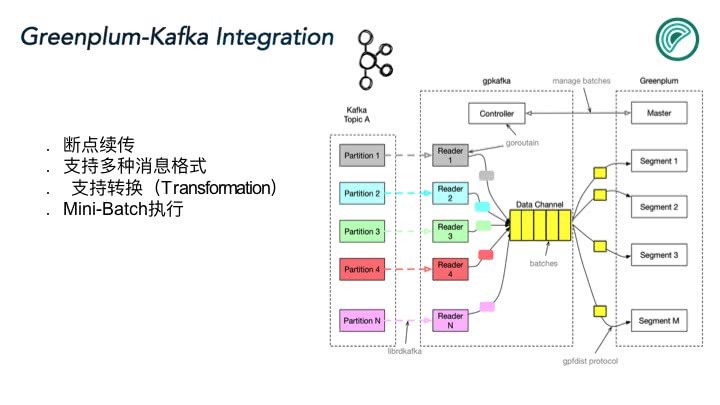 Greenplum-Kafka Integration
. 断点续传
. 支持多种消息格式
. 支持转换（Transformation）
. Mini-Batch执行
Kafka
Topic A
Partition 1
Partition 2
Partition 3
Partition 4
Partition N
librdkafka
gpkafka
Controller
goroutain
Reader
1
Reader
2
Reader
3
Reader
4
Reader
N
Data Channel
batches
manage batches
Greenplum
Master
Segment 1
Segment 2
Segment 3
Segment M
gpfdist protocol